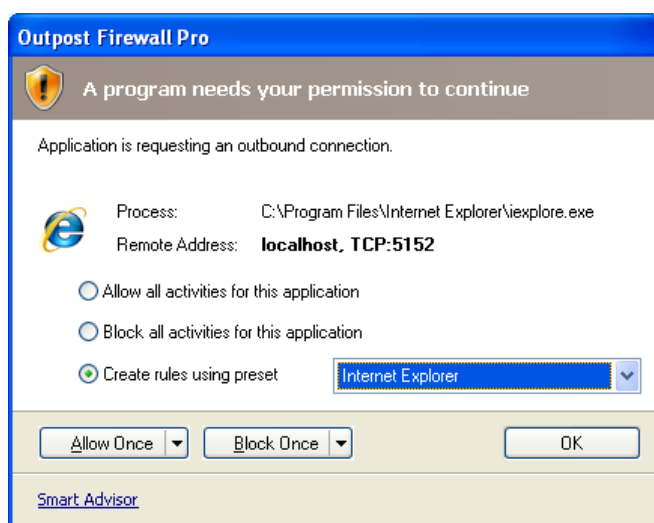 Outpost Firewall Pro
A program needs your permission to continue
Application is requesting an outbound connection.
Process: C:\Program Files\Internet Explorer\iexplore.exe
Remote Address: localhost, TCP:5152
Allow all activities for this application
Block all activities for this application
Create rules using preset Internet Explorer
Allow Once Block Once OK
Smart Advisor